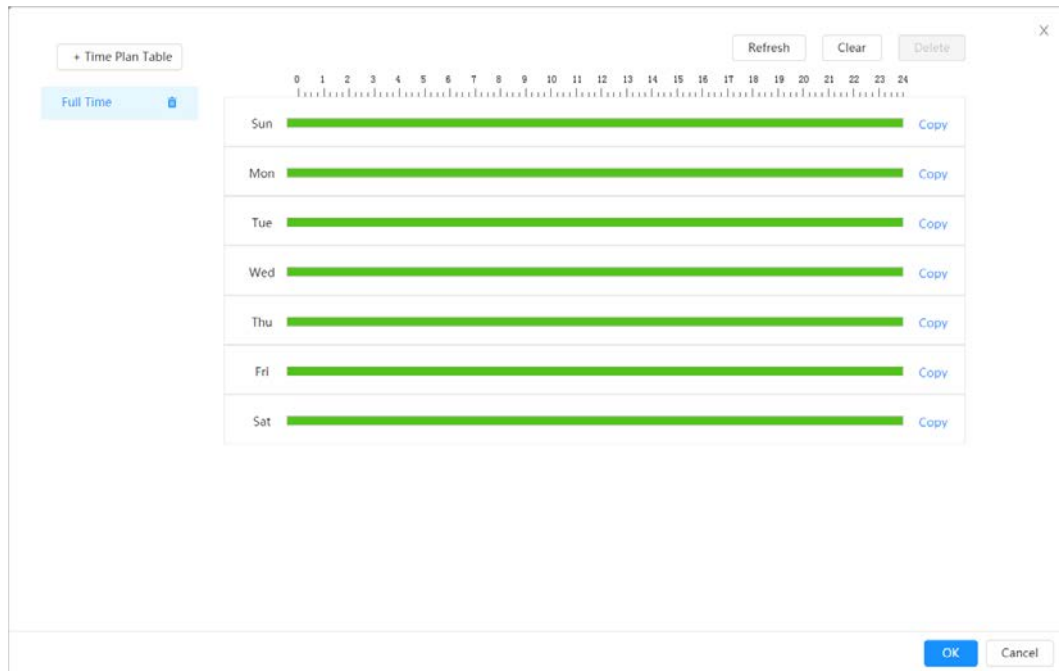 X
+ Time Plan Table
Refresh Clear Delete
Full Time
0 1 2 3 4 5 6 7 8 9 10 11 12 13 14 15 16 17 18 19 20 21 22 23 24
Sun Copy
Mon Copy
Tue Copy
Wed Copy
Thu Copy
Fri Copy
Sat Copy
OK Cancel